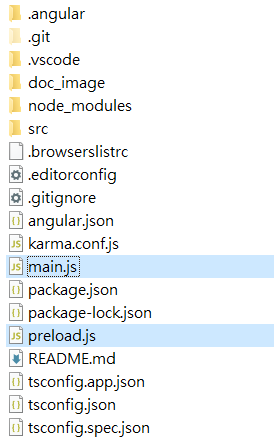 .angular
.git
.vscode
doc_image
node_modules
src
.browserslistrc
.editorconfig
.gitignore
angular.json
karma.conf.js
main.js
package.json
package-lock.json
preload.js
README.md
tsconfig.app.json
tsconfig.json
tsconfig.spec.json